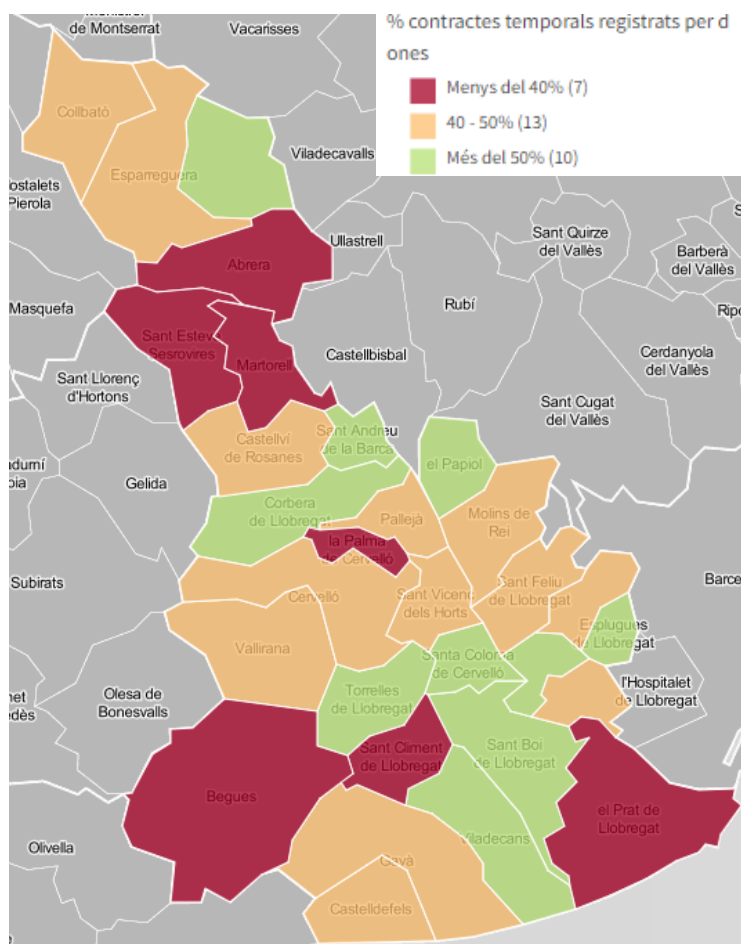 % contractes temporals registrats per d
ones
Menys del 40% (7)
40 - 50% (13)
Més del 50% (10)
de Montserrat
Vacarisses
Collbató
Viladecavalls
Esparreguera
ostalets
Pierola
Ullastrell
Sant Quirze
del Vallès
Barberà
del Vallès
Abrera
Masquefa
Rubí
Ripo
Sant Esteve
Sesrovires
Martorell
Castellbisbal
Cerdanyola
del Vallès
Sant Llorenç
d'Hortons
Sant Cugat
del Vallès
Castellví
de Rosanes
Sant Andreu
de la Barca
el Papiol
adurní
oia
Gelida
Corbera
de Llobregat
Pallejà
Molins de
Rei
la Palma
de Cervelló
Subirats
Cervelló
Sant Vicenç
dels Horts
Sant Feliu
de Llobregat
Barce
Esplugues
de Llobregat
Vallirana
Santa Coloma
de Cervelló
Olesa de
Bonesvalls
net
edès
Torrelles
de Llobregat
l'Hospitalet
de Llobregat
Sant Climent
de Llobregat
Sant Boi
de Llobregat
Begues
el Prat de
Llobregat
Olivella
Viladecans
Gavà
Castelldefels